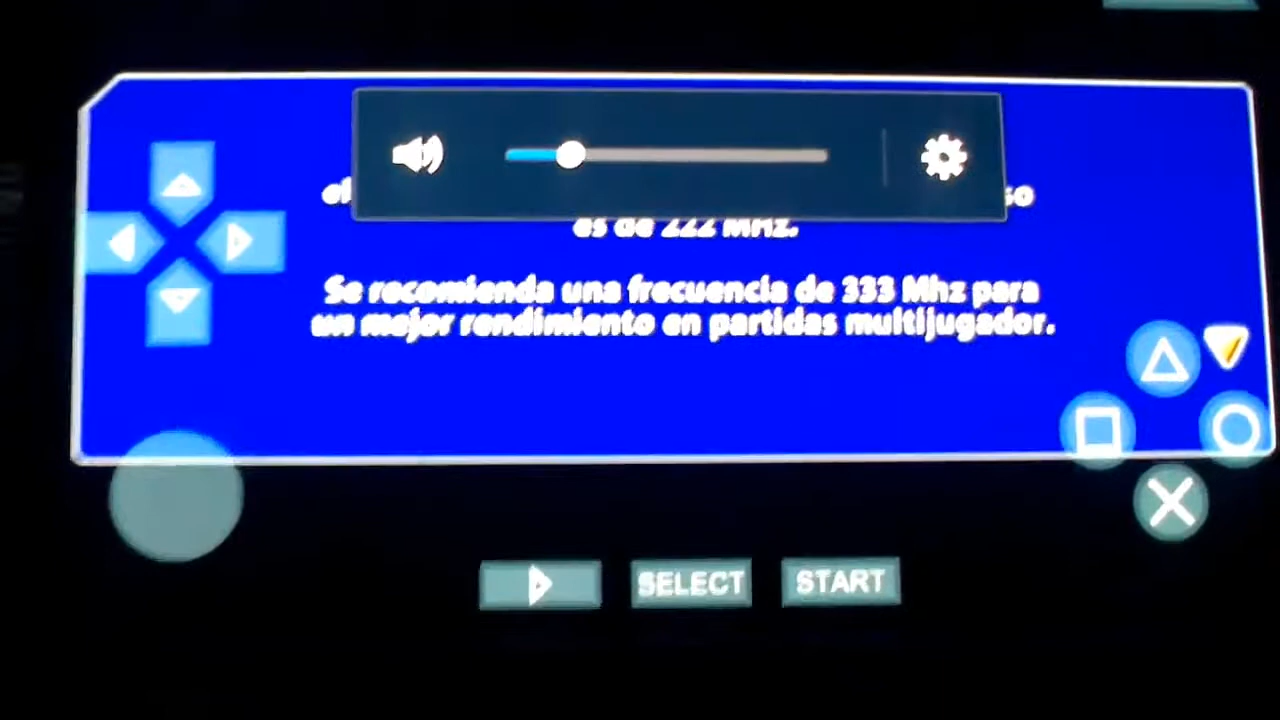 es de 222 MHz.
Se recomienda una frecuencia de 333 Mhz para
un mejor rendimiento en partidas multijugador.
SELECT
START